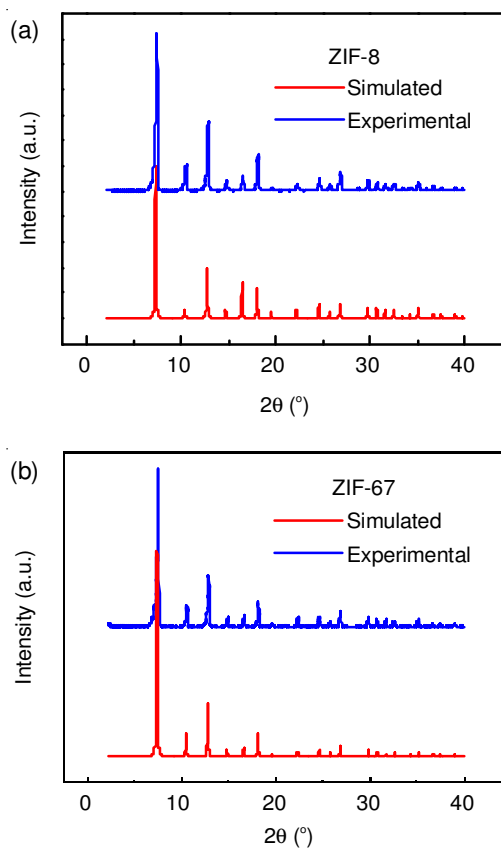 (a)
ZIF-8
Simulated
Experimental
Intensity (a.u.)
0 10 20 30 40
2θ (°)
(b)
ZIF-67
Simulated
Experimental
Intensity (a.u.)
0 10 20 30 40
2θ (°)